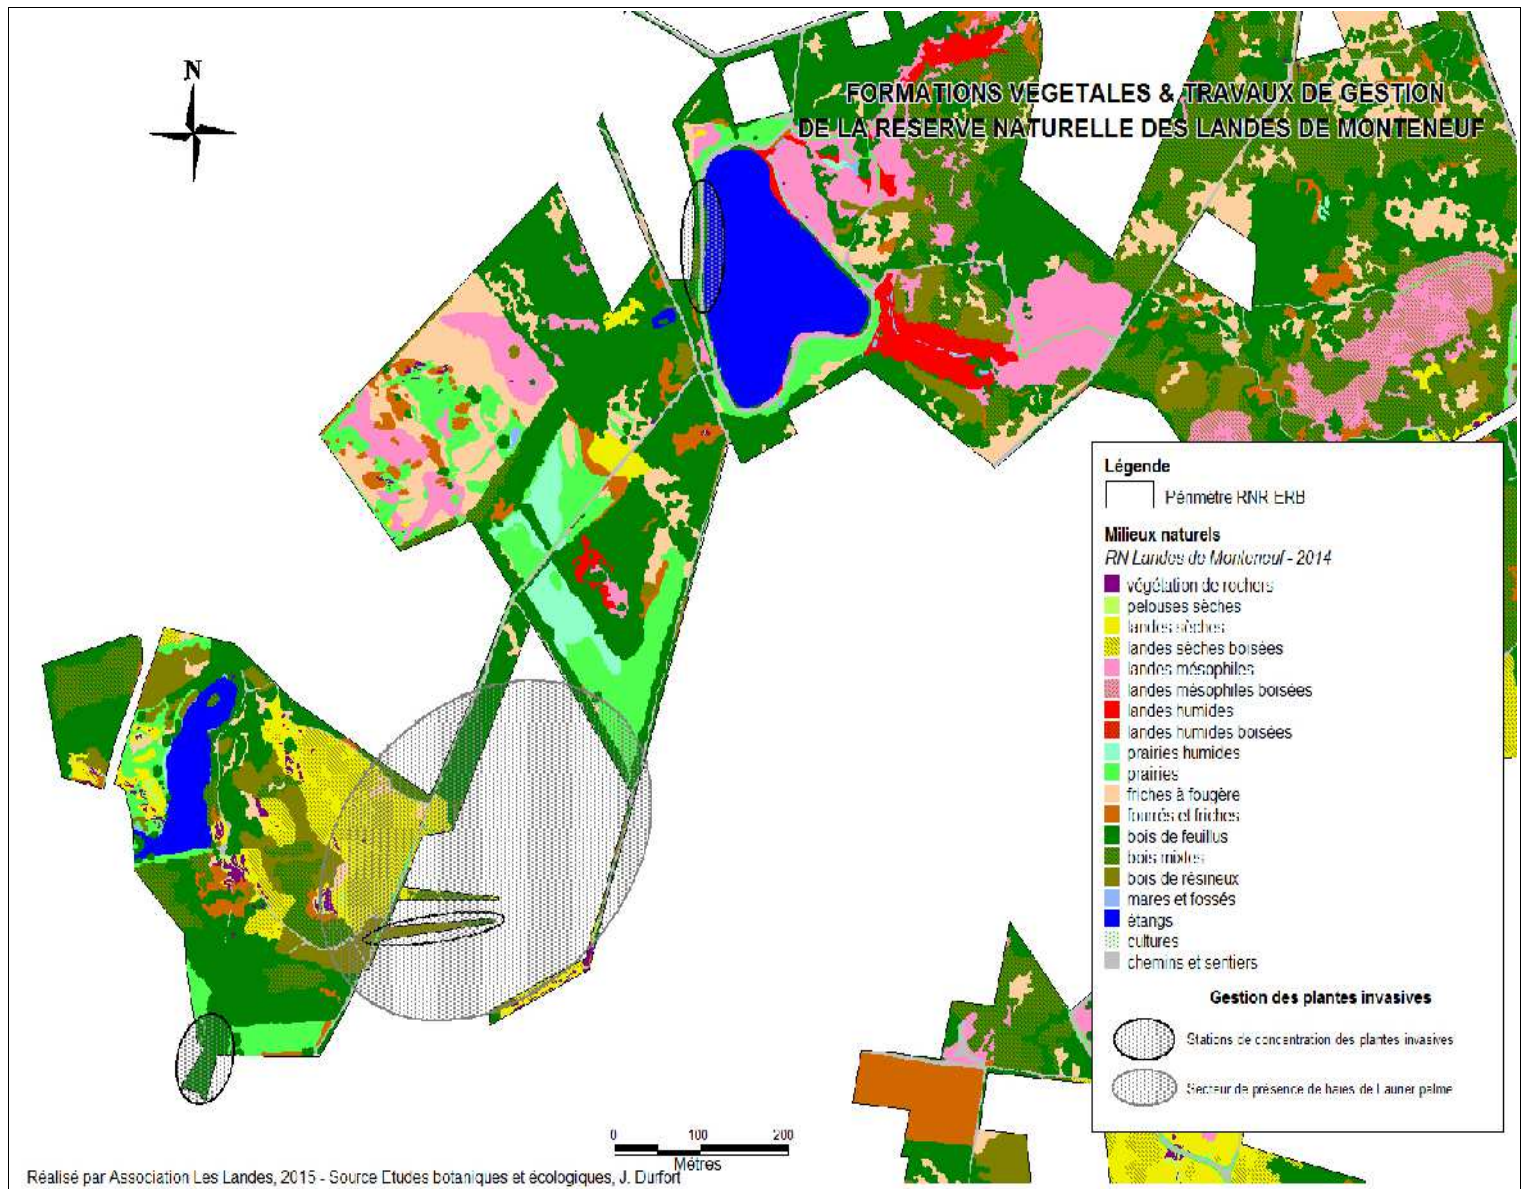 N
FORMATIONS VEGETALES & TRAVAUX DE GESTION
DE LA RESERVE NATURELLE DES LANDES DE MONTENEUF
Légende
Périmètre RNR ERB
Milieux naturels
RN Landes de Monteneuf - 2014
végétation de rochers
pelouses sèches
landes sèches
landes sèches boisées
landes mésophiles
landes mésophiles boisées
landes humides
landes humides boisées
prairies humides
prairies
friches à fougère
fourrés et friches
bois de feuillus
bois mixtes
bois de résineux
mares et fossés
étangs
cultures
chemins et sentiers
Gestion des plantes invasives
Stations de concentration des plantes invasives
Secteur de présence de haies de Laurier palme
0 100 200
Mètres
Réalisé par Association Les Landes, 2015 - Source Etudes botaniques et écologiques, J. Durfort